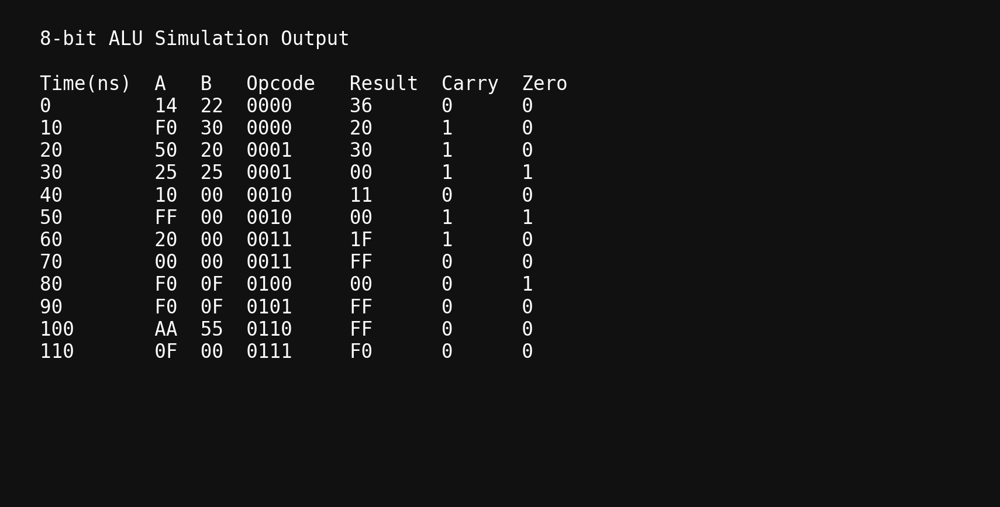 8-bit ALU Simulation Output
Time(ns)  A   B   Opcode   Result  Carry  Zero
0         14  22  0000     36      0      0
10        F0  30  0000     20      1      0
20        50  20  0001     30      1      0
30        25  25  0001     00      1      1
40        10  00  0010     11      0      0
50        FF  00  0010     00      1      1
60        20  00  0011     1F      1      0
70        00  00  0011     FF      0      0
80        F0  0F  0100     00      0      1
90        F0  0F  0101     FF      0      0
100       AA  55  0110     FF      0      0
110       0F  00  0111     F0      0      0